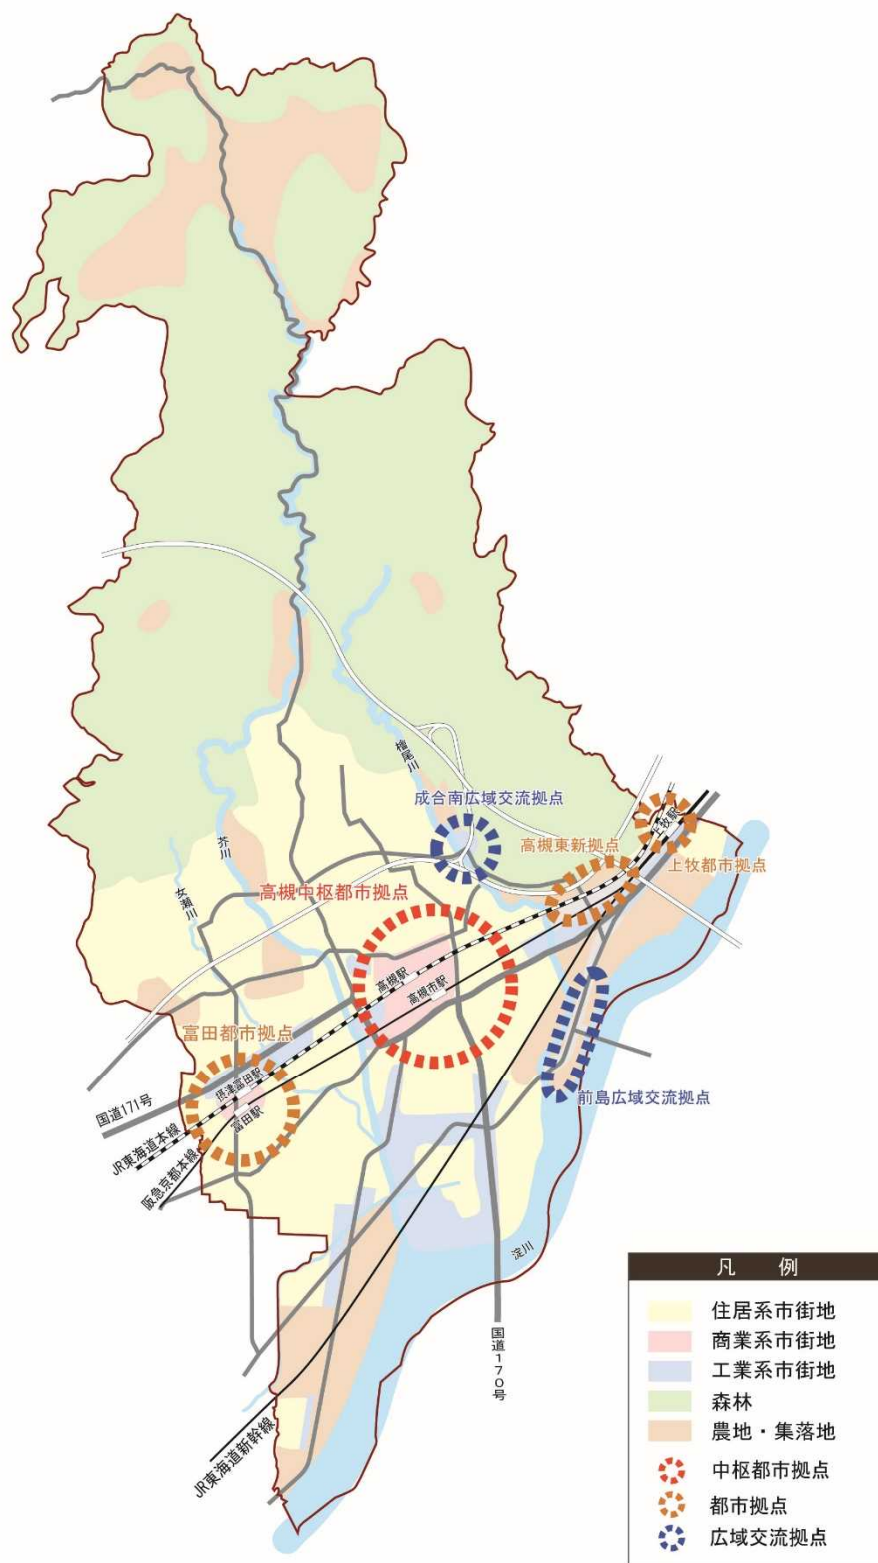 檜尾川
成合南広域交流拠点
上牧駅
高槻東新拠点
上牧都市拠点
芥川
女瀬川
高槻中枢都市拠点
高槻駅
高槻市駅
富田都市拠点
摂津富田駅
富田駅
国道171号
JR東海道本線
阪急京都本線
前島広域交流拠点
淀川
国道170号
JR東海道新幹線
凡 例
住居系市街地
商業系市街地
工業系市街地
森林
農地・集落地
中枢都市拠点
都市拠点
広域交流拠点